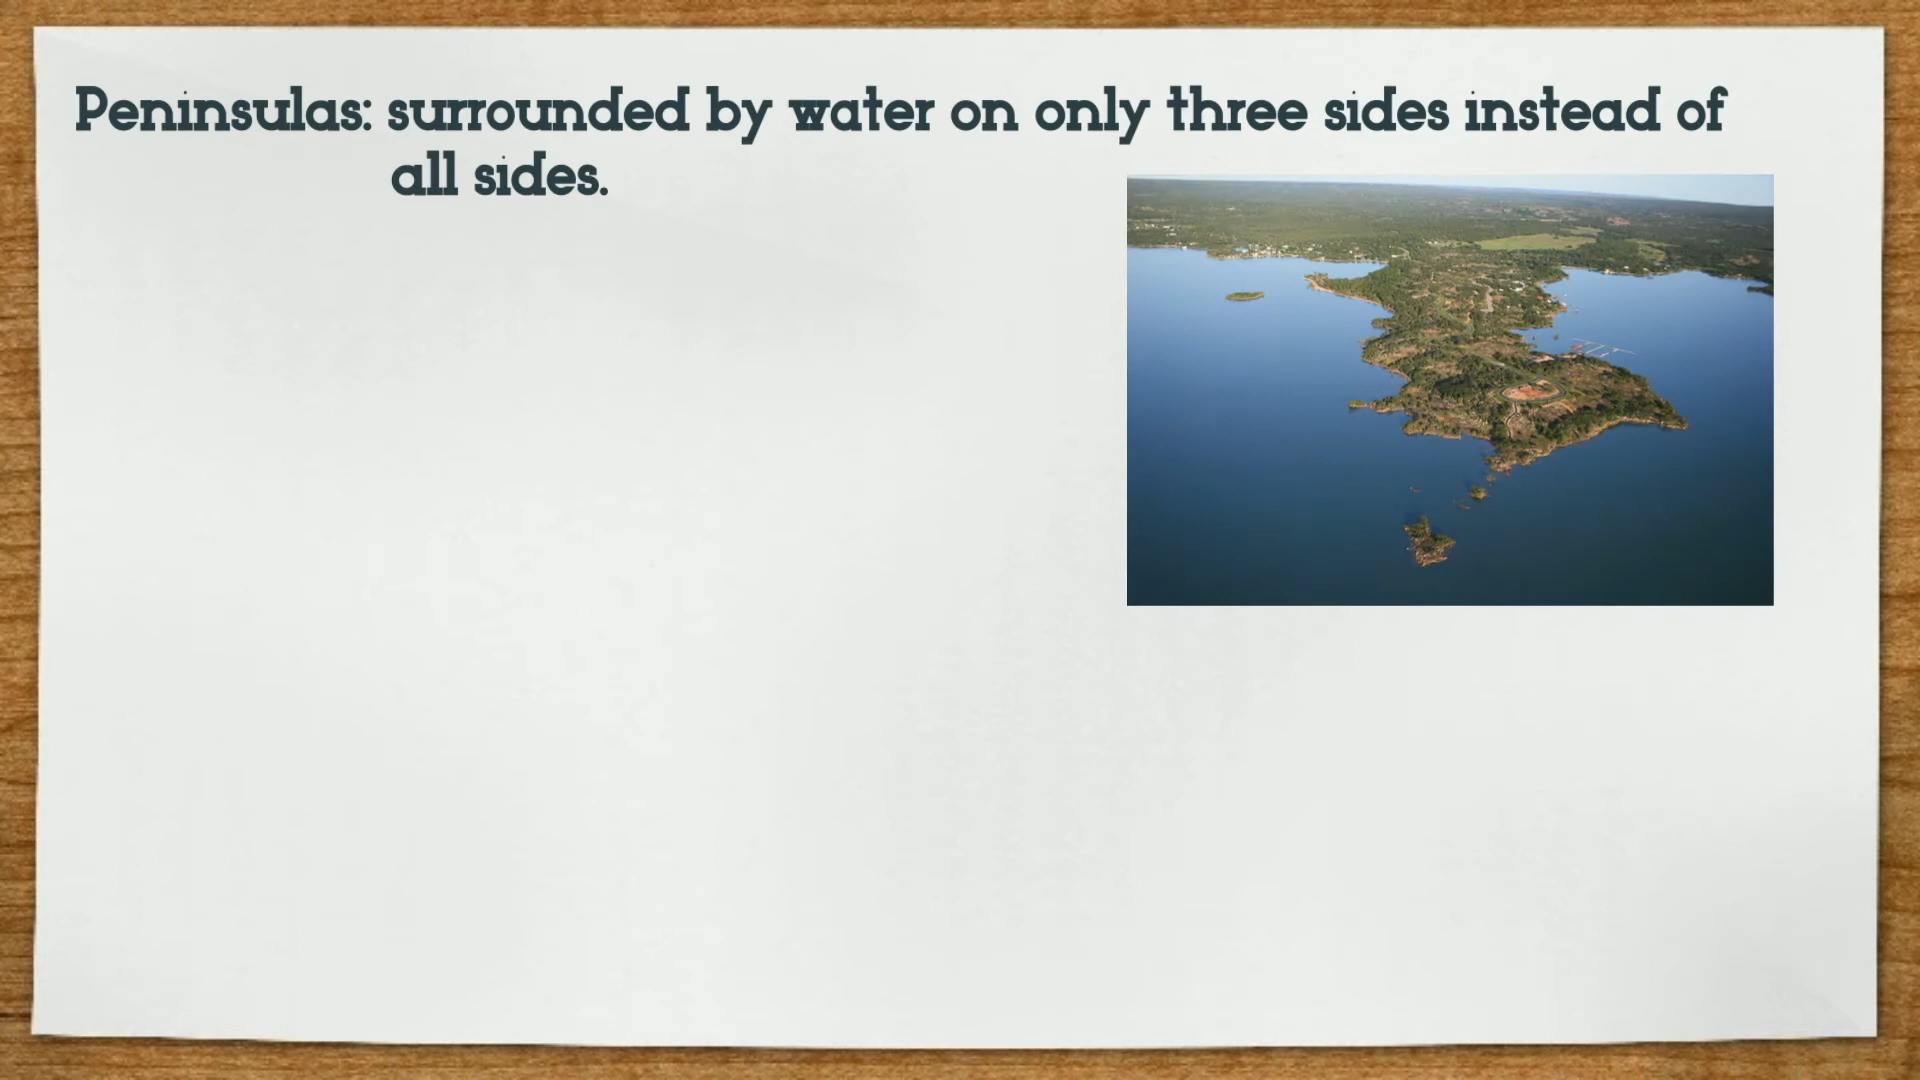 Peninsulas: surrounded by water on only three sides instead of
all sides.